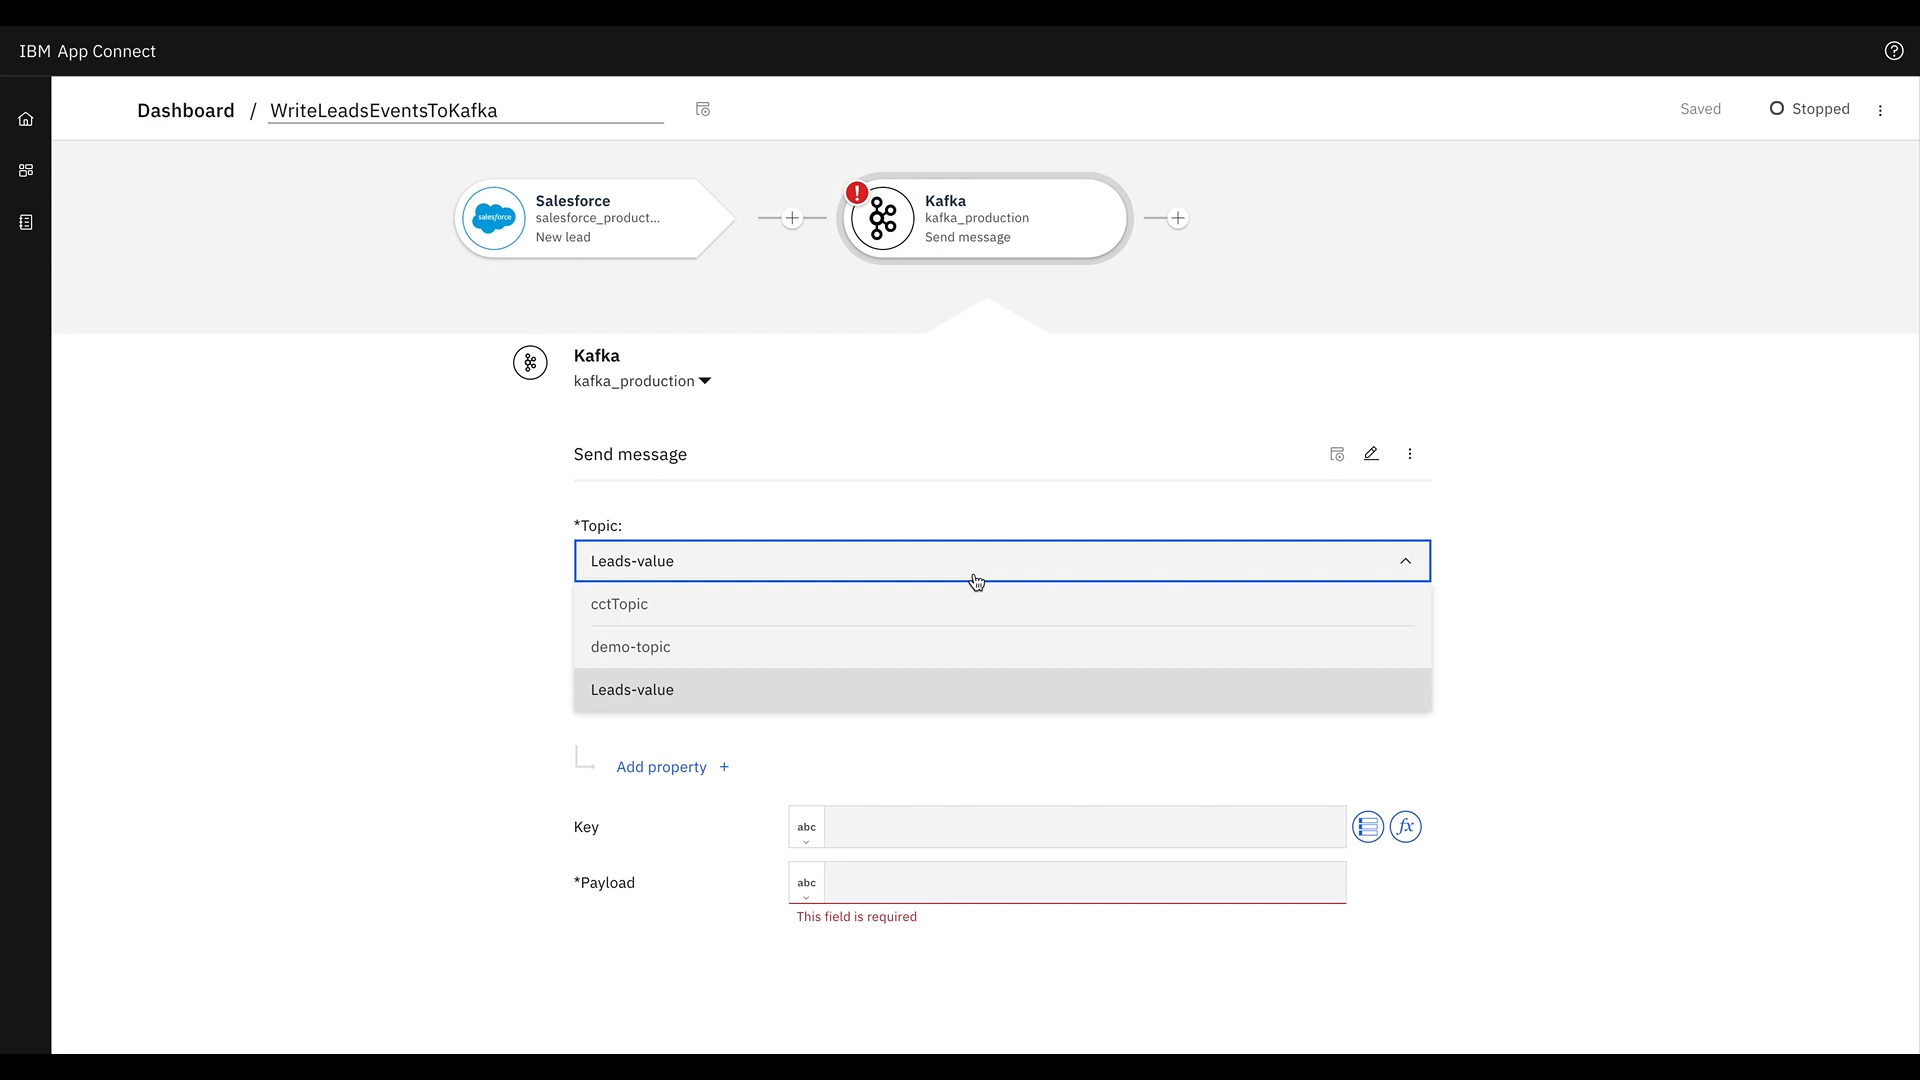 IBM App Connect
Dashboard / WriteLeadsEventsToKafka
Saved
Stopped
salesforce
Salesforce
salesforce_product...
New lead
Kafka
kafka_production
Send message
Kafka
kafka_production
Send message
*Topic:
Leads-value
cctTopic
demo-topic
Leads-value
Add property +
Key
abc
fx
*Payload
abc
This field is required